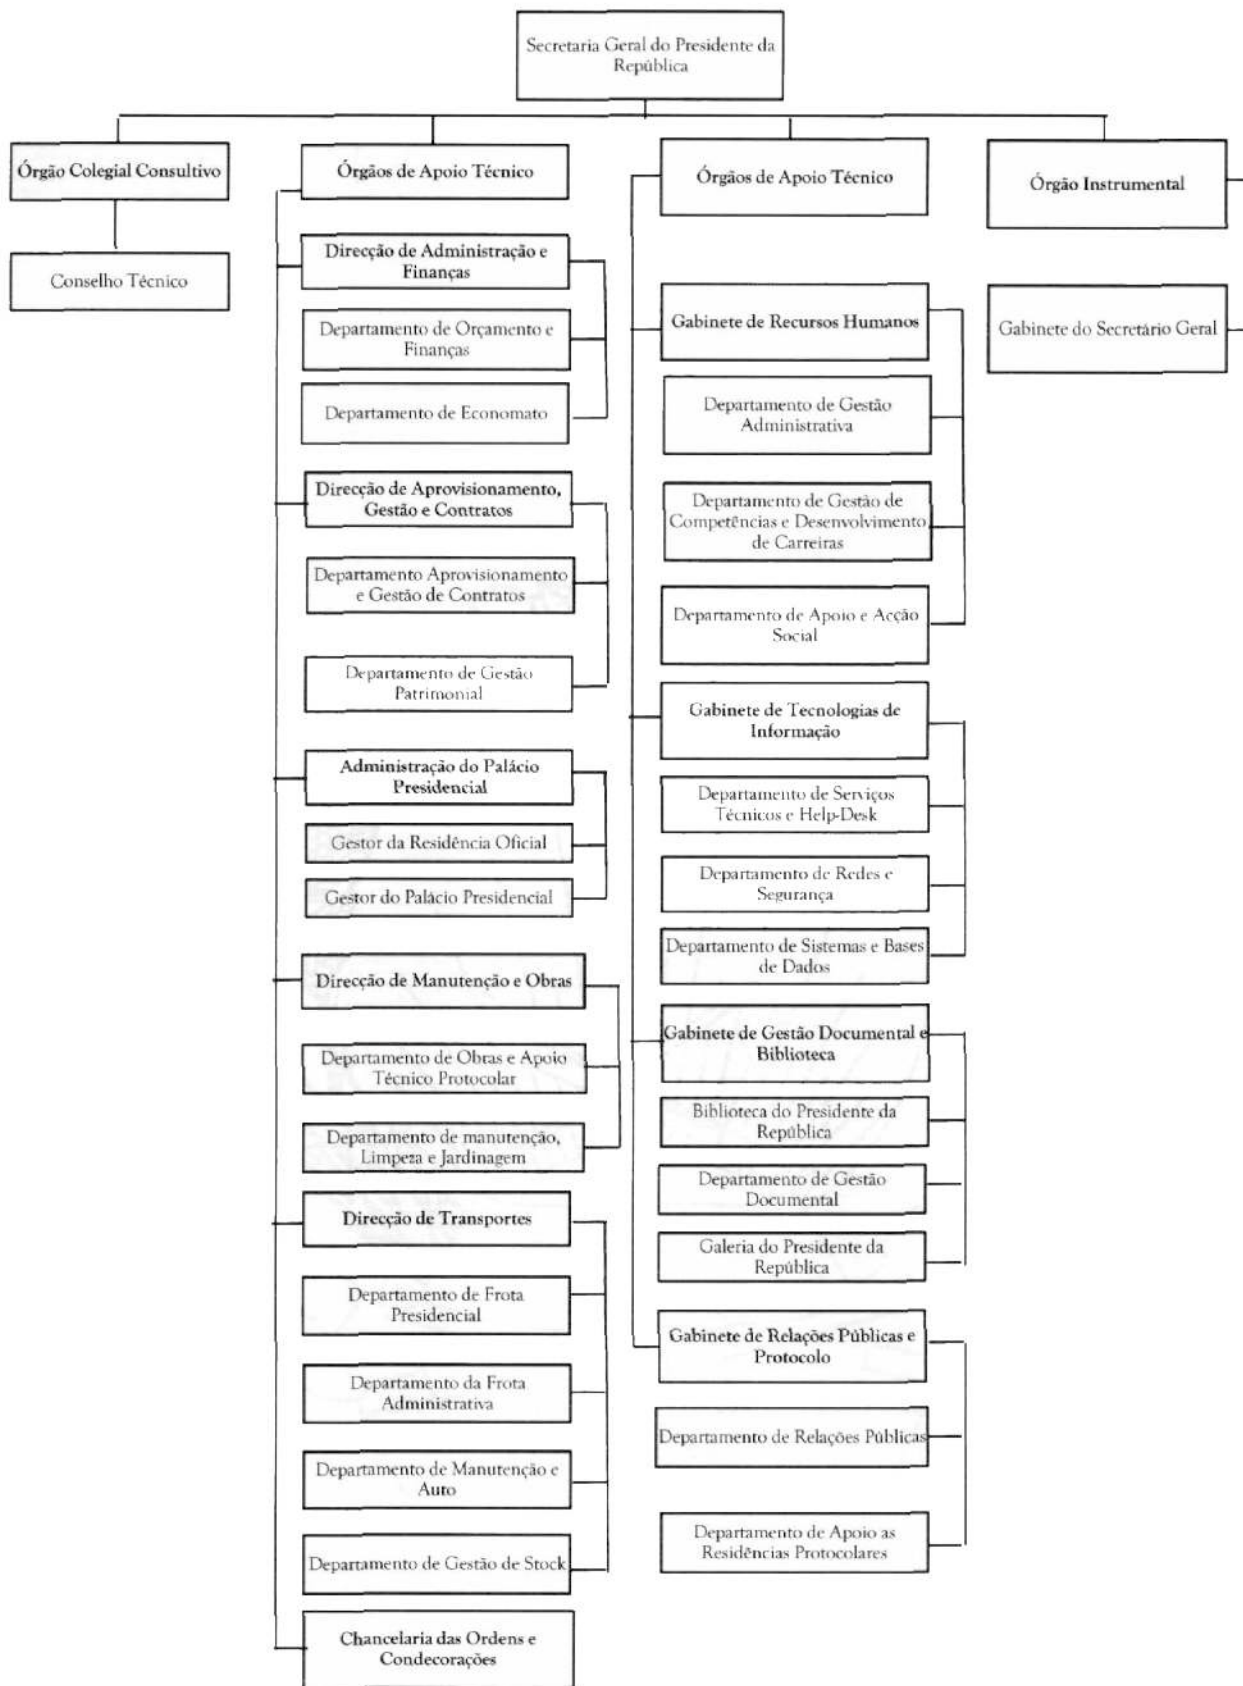 Secretaria Geral do Presidente da
República
Órgão Colegial Consultivo
Conselho Técnico
Órgãos de Apoio Técnico
Direcção de Administração e
Finanças
Departamento de Orçamento e
Finanças
Departamento de Economato
Direcção de Aprovisionamento,
Gestão e Contratos
Departamento Aprovisionamento
e Gestão de Contratos
Departamento de Gestão
Patrimonial
Administração do Palácio
Presidencial
Gestor da Residência Oficial
Gestor do Palácio Presidencial
Direcção de Manutenção e Obras
Departamento de Obras e Apoio
Técnico Protocolar
Departamento de manutenção,
Limpeza e Jardinagem
Direcção de Transportes
Departamento de Frota
Presidencial
Departamento da Frota
Administrativa
Departamento de Manutenção e
Auto
Departamento de Gestão de Stock
Chancelaria das Ordens e
Condecorações
Órgãos de Apoio Técnico
Gabinete de Recursos Humanos
Departamento de Gestão
Administrativa
Departamento de Gestão de
Competências e Desenvolvimento
de Carreiras
Departamento de Apoio e Acção
Social
Gabinete de Tecnologias de
Informação
Departamento de Serviços
Técnicos e Help-Desk
Departamento de Redes e
Segurança
Departamento de Sistemas e Bases
de Dados
Gabinete de Gestão Documental e
Biblioteca
Biblioteca do Presidente da
República
Departamento de Gestão
Documental
Galeria do Presidente da
República
Gabinete de Relações Públicas e
Protocolo
Departamento de Relações Públicas
Departamento de Apoio as
Residências Protocolares
Órgão Instrumental
Gabinete do Secretário Geral